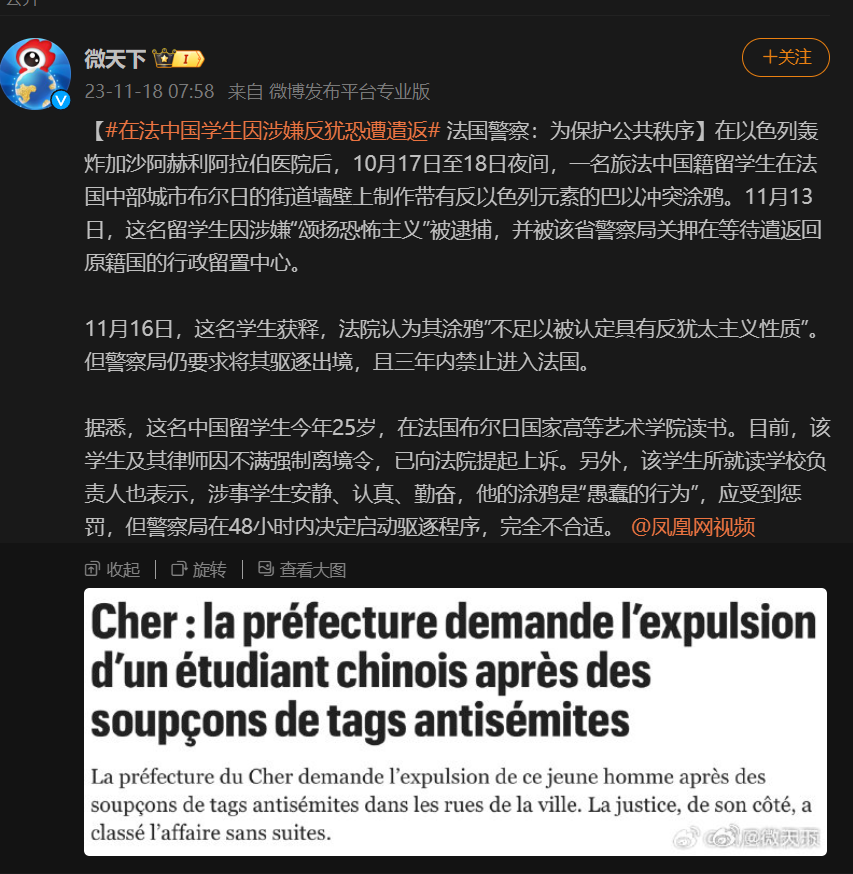 微天下
I
十关注
23-11-18 07:58 来自 微博发布平台专业版
【#在法中国学生因涉嫌反犹恐遭遣返# 法国警察：为保护公共秩序】在以色列轰
炸加沙阿赫利阿拉伯医院后，10月17日至18日夜间，一名旅法中国籍留学生在法
国中部城市布尔日的街道墙壁上制作带有反以色列元素的巴以冲突涂鸦。11月13
日，这名留学生因涉嫌“颂扬恐怖主义”被逮捕，并被该省警察局关押在等待遣返回
原籍国的行政留置中心。
11月16日，这名学生获释，法院认为其涂鸦”不足以被认定具有反犹太主义性质”。
但警察局仍要求将其驱逐出境，且三年内禁止进入法国。
据悉，这名中国留学生今年25岁，在法国布尔日国家高等艺术学院读书。目前，该
学生及其律师因不满强制离境令，已向法院提起上诉。另外，该学生所就读学校负
责人也表示，涉事学生安静、认真、勤奋，他的涂鸦是“愚蠢的行为”，应受到惩
罚，但警察局在48小时内决定启动驱逐程序，完全不合适。 @凤凰网视频
收起 | 旋转 | 查看大图
Cher : la préfecture demande l’expulsion
d’un étudiant chinois après des
soupçons de tags antisémites
La préfecture du Cher demande l’expulsion de ce jeune homme après des
soupçons de tags antisémites dans les rues de la ville. La justice, de son côté, a
classé l’affaire sans suites.
@微天下